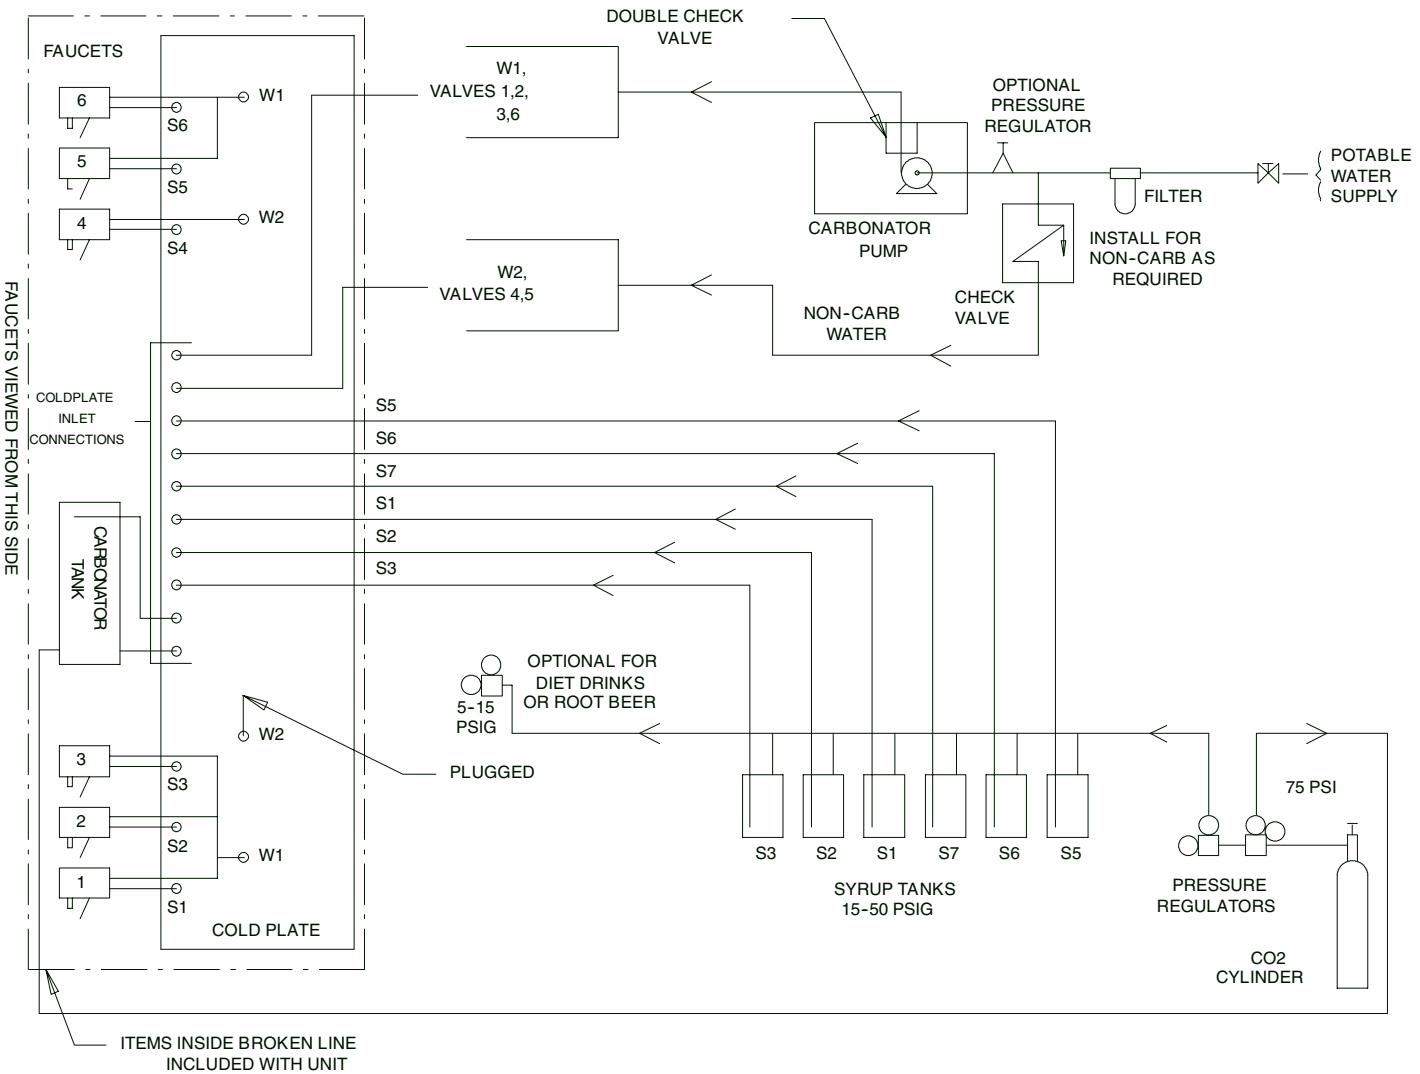 DOUBLE CHECK
VALVE
FAUCETS
6
S6
W1
5
S5
4
S4
W2
W1,
VALVES 1,2,
3,6
OPTIONAL
PRESSURE
REGULATOR
POTABLE
WATER
SUPPLY
FILTER
CARBONATOR
PUMP
INSTALL FOR
NON-CARB AS
REQUIRED
CHECK
VALVE
W2,
VALVES 4,5
NON-CARB
WATER
FAUCETS VIEWED FROM THIS SIDE
COLDPLATE
INLET
CONNECTIONS
S5
S6
S7
S1
S2
S3
CARBONATOR
TANK
OPTIONAL FOR
DIET DRINKS
OR ROOT BEER
5-15
PSIG
W2
PLUGGED
3
S3
2
S2
W1
1
S1
COLD PLATE
75 PSI
S3
S2
S1
S7
S6
S5
SYRUP TANKS
15-50 PSIG
PRESSURE
REGULATORS
CO2
CYLINDER
ITEMS INSIDE BROKEN LINE
INCLUDED WITH UNIT